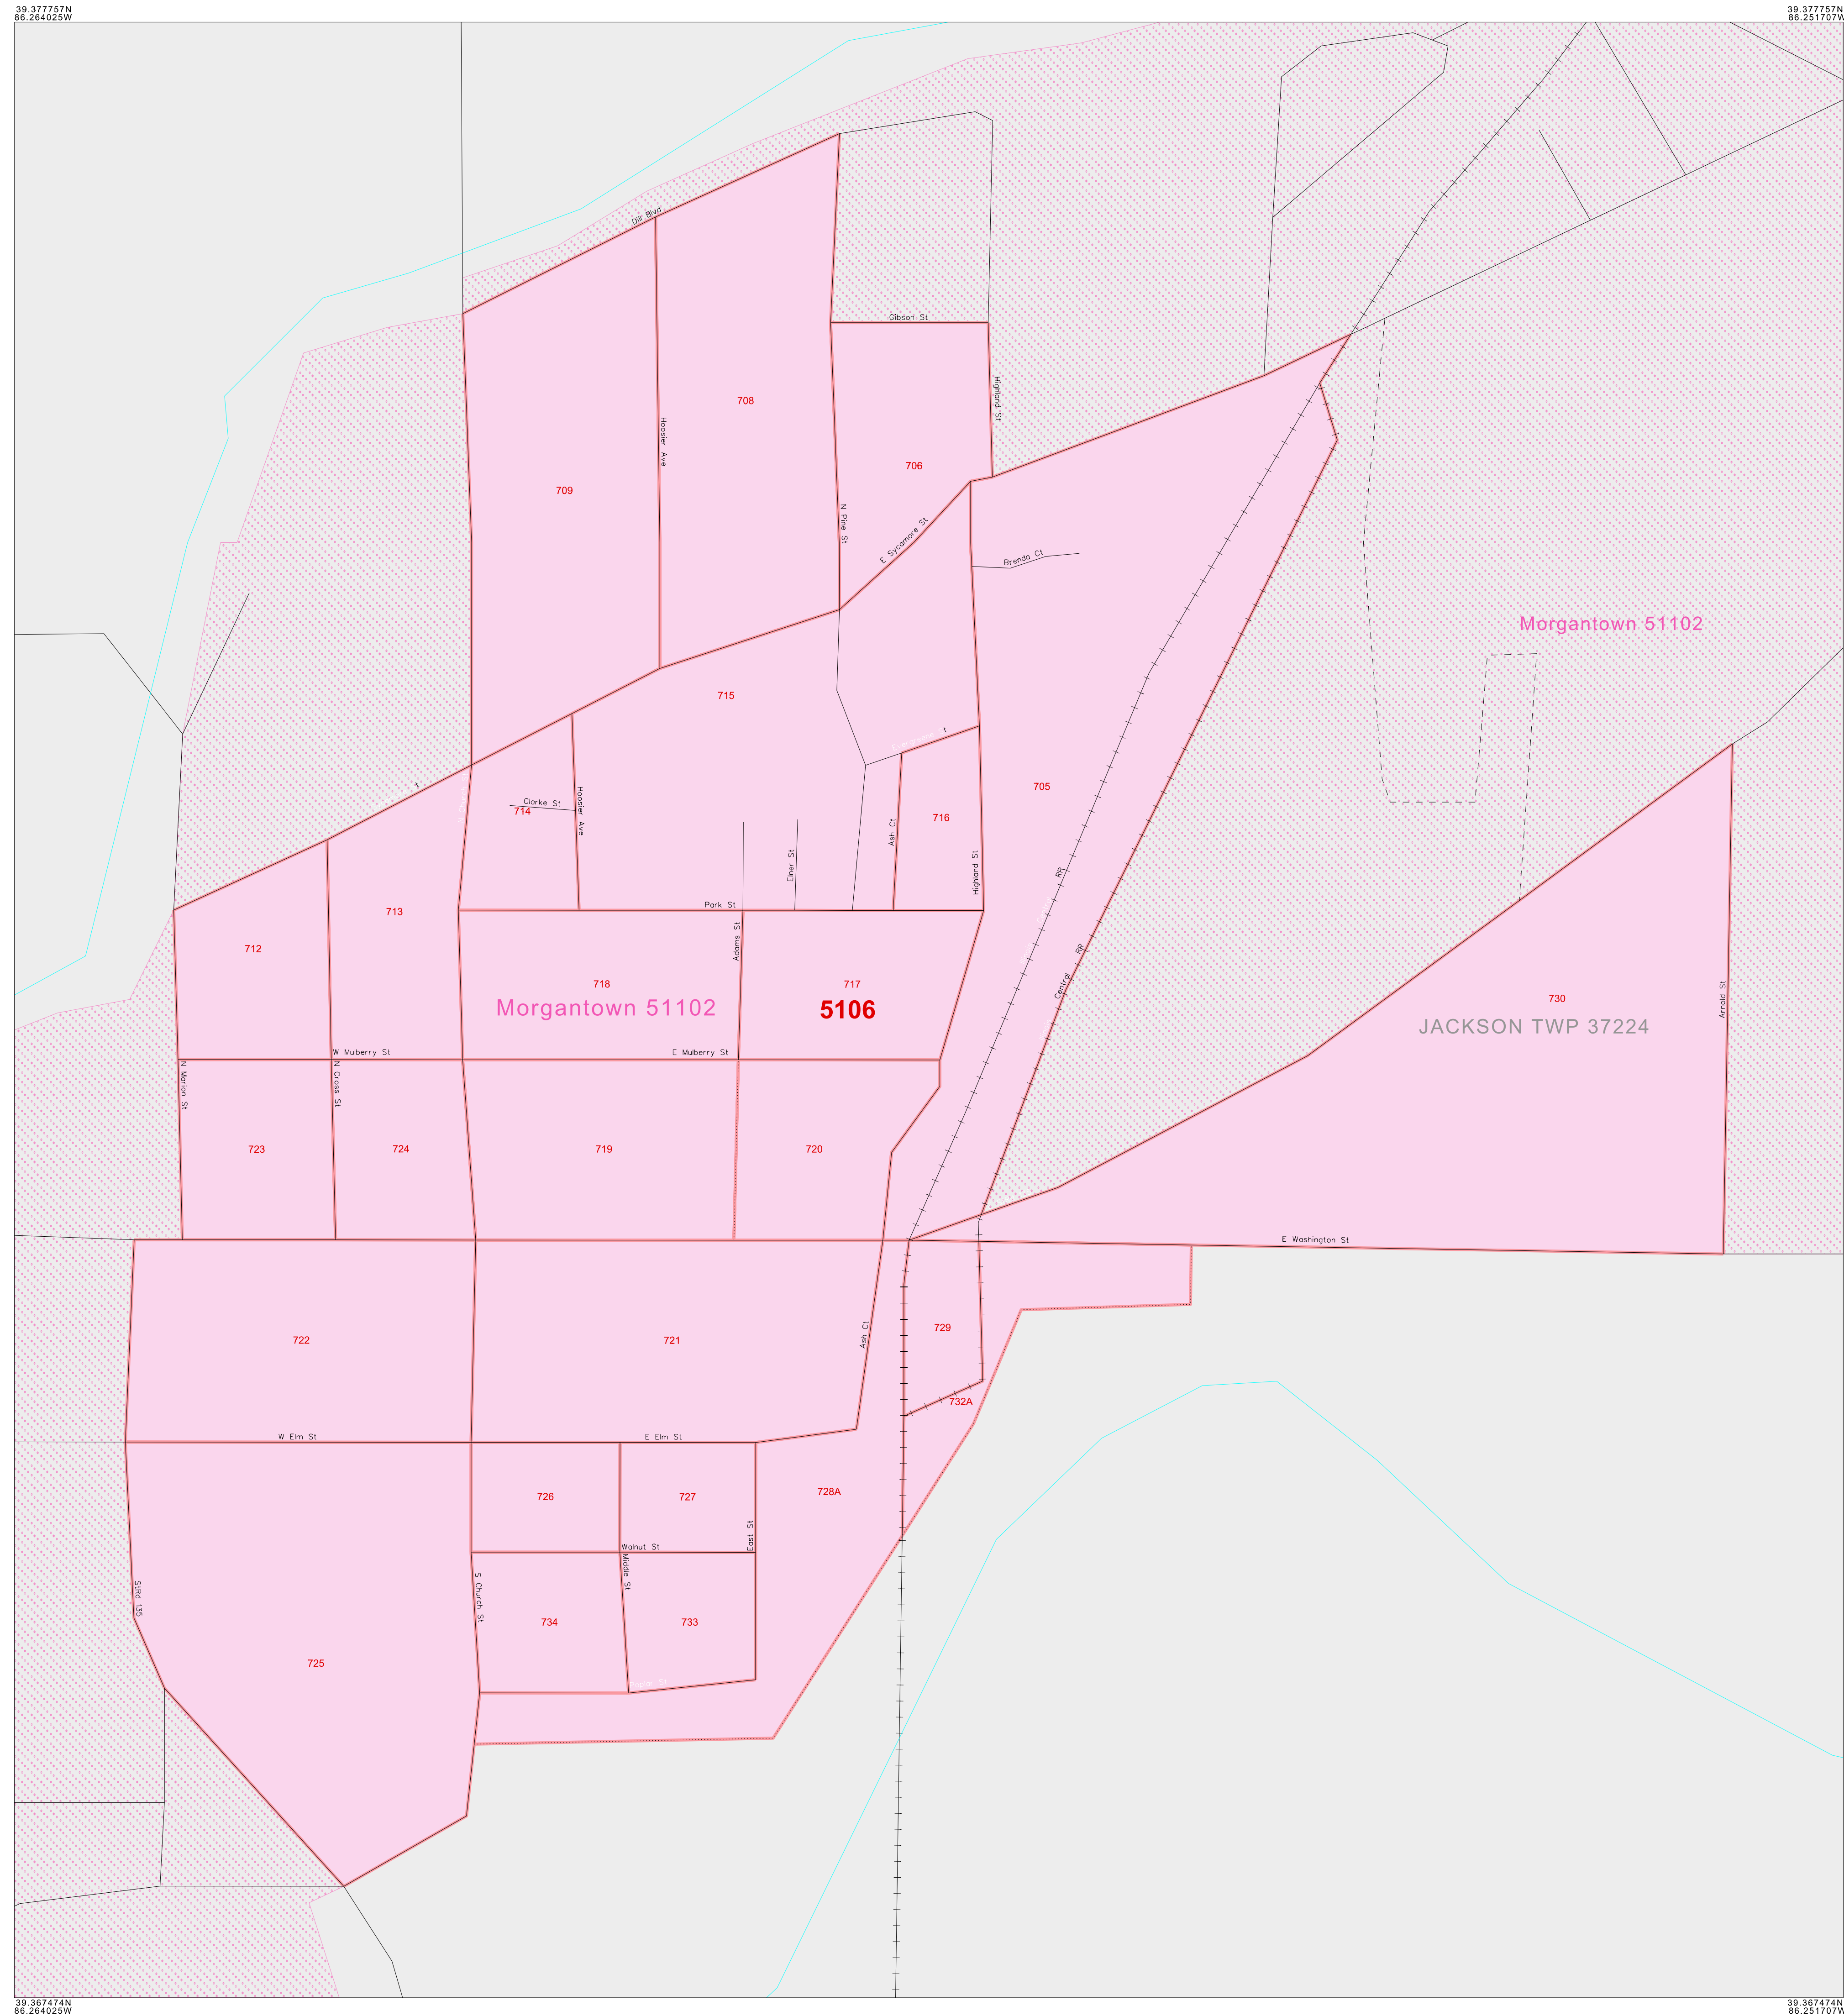 39.377757N
86.264025W
39.377757N
86.251707W
Dill Blvd
Gibson St
Highland St
708
Hoosier Ave
706
709
N Pine St
E Sycamore St
Brenda Ct
Morgantown 51102
715
705
Clarke St
714
Hoosier Ave
716
Ash Ct
Elner St
Highland St
RR
Park St
713
712
Adams St
RR
Central
718
717
Morgantown 51102
5106
730
Arnold St
JACKSON TWP 37224
W Mulberry St
E Mulberry St
N Marion St
N Cross St
723
724
719
720
E Washington St
722
721
Ash Ct
729
732A
W Elm St
E Elm St
726
727
728A
East St
Walnut St
Middle St
StRd 135
S Church St
734
733
725
39.367474N
86.264025W
39.367474N
86.251707W